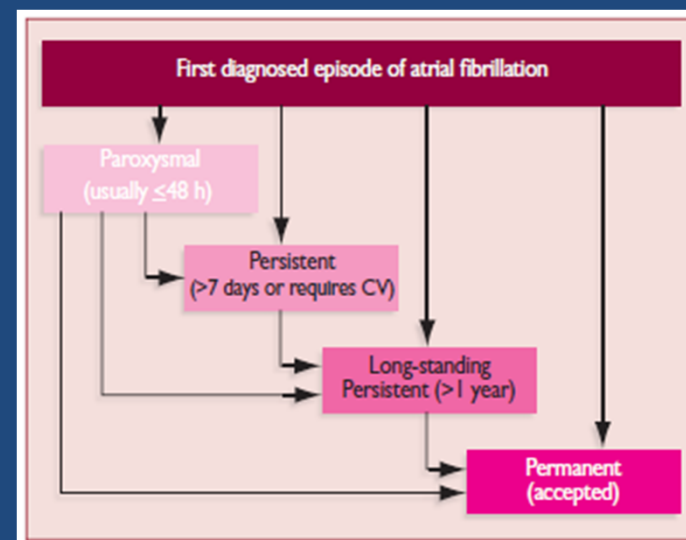 First diagnosed episode of atrial fibrillation
Paroxysmal
(usually ≤48 h)
Persistent
(>7 days or requires CV)
Long-standing
Persistent (>1 year)
Permanent
(accepted)